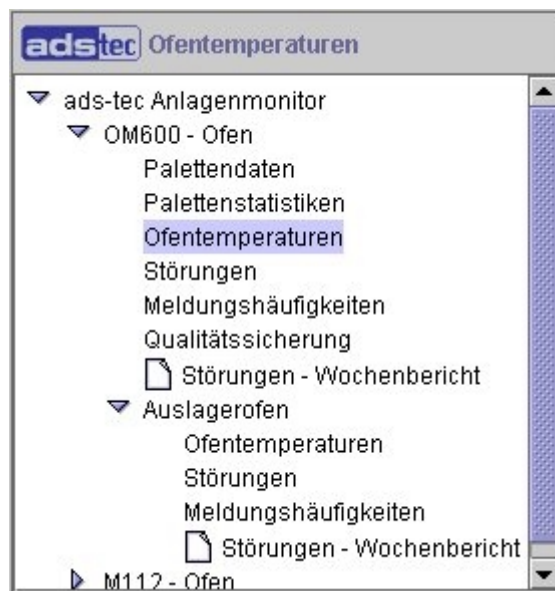 adstec Ofentemperaturen
ads-tec Anlagenmonitor
OM600 - Ofen
Palettendaten
Palettenstatistiken
Ofentemperaturen
Störungen
Meldungshäufigkeiten
Qualitätssicherung
Störungen - Wochenbericht
Auslagerofen
Ofentemperaturen
Störungen
Meldungshäufigkeiten
Störungen - Wochenbericht
M112 - Ofen